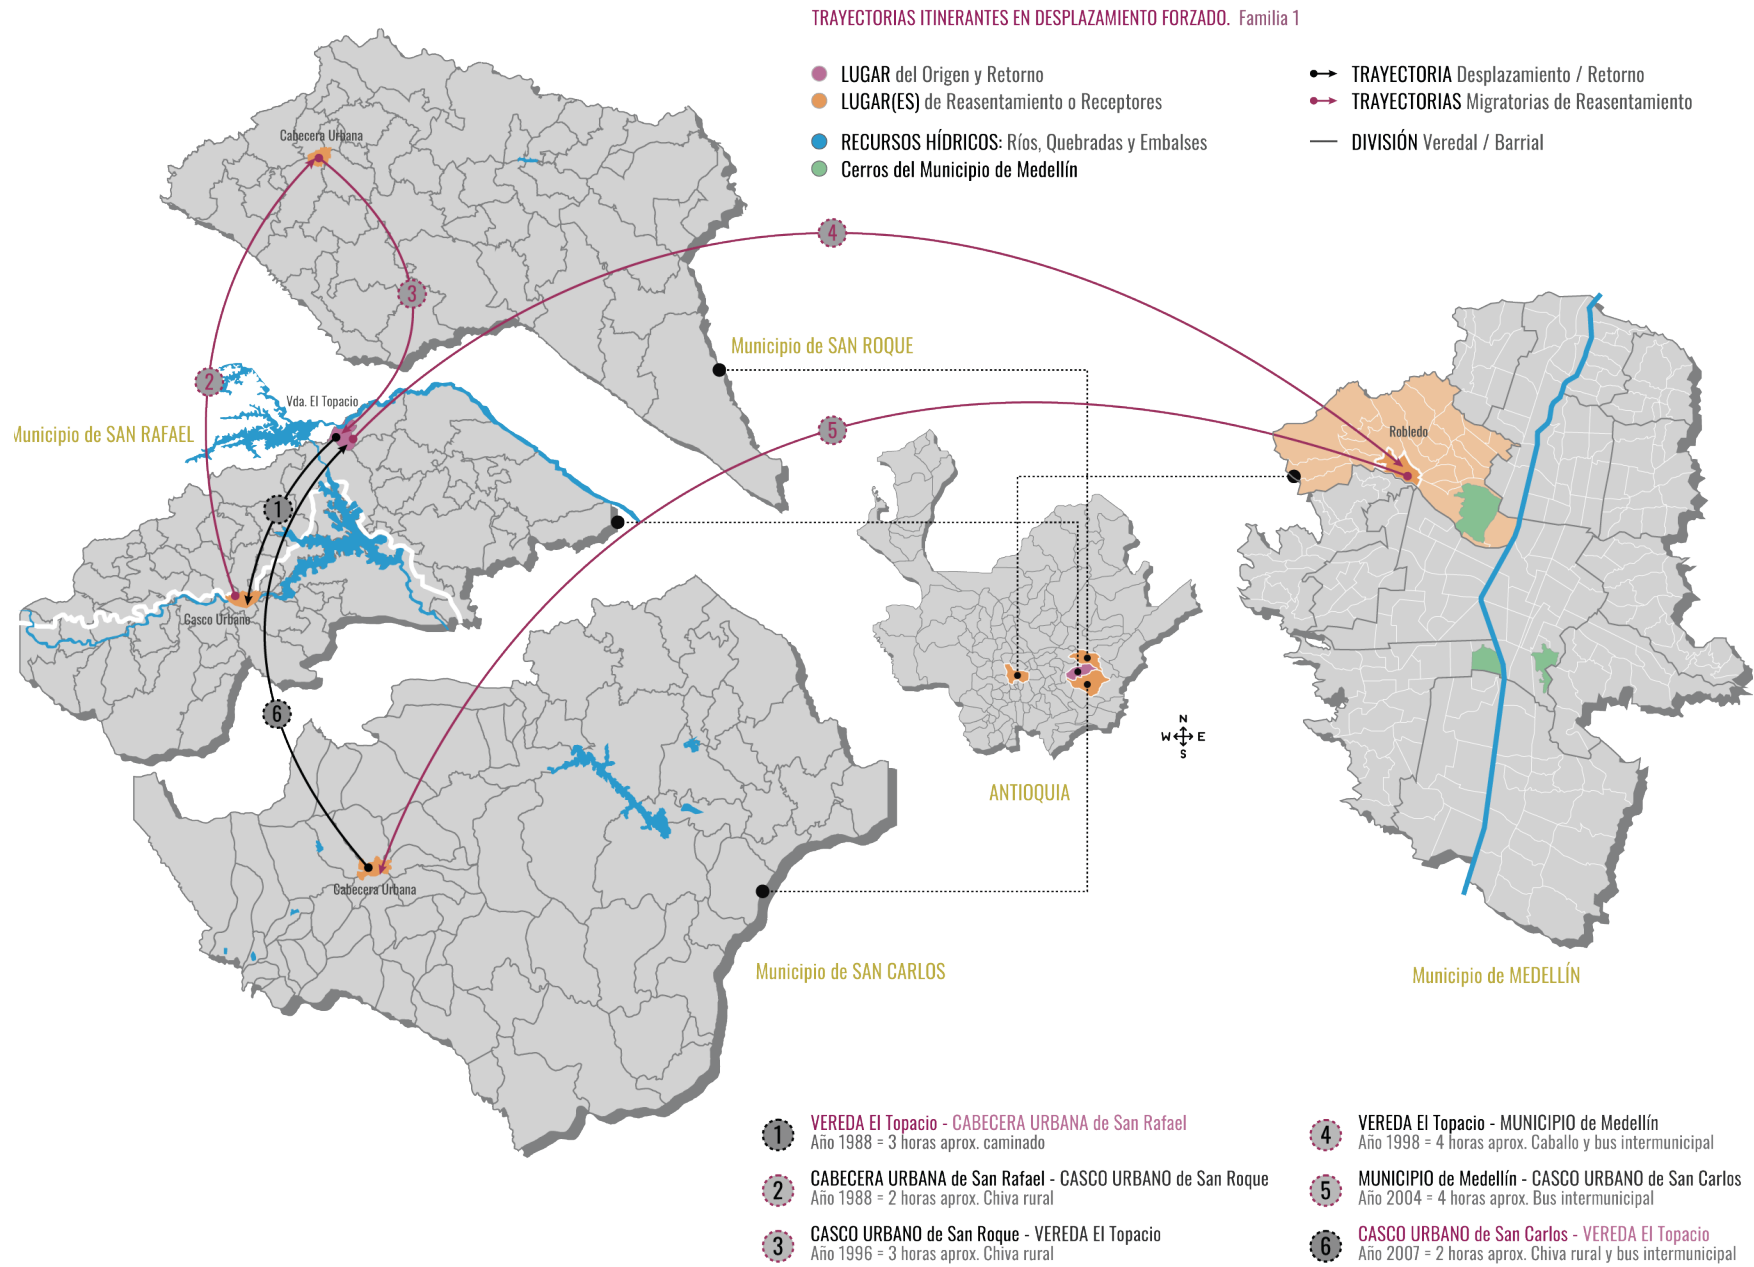 TRAYECTORIAS ITINERANTES EN DESPLAZAMIENTO FORZADO. Familia 1
LUGAR del Origen y Retorno
LUGAR(ES) de Reasentamiento o Receptores
RECURSOS HÍDRICOS: Ríos, Quebradas y Embalses
Cerros del Municipio de Medellín
TRAYECTORIA Desplazamiento / Retorno
TRAYECTORIAS Migratorias de Reasentamiento
DIVISIÓN Veredal / Barrial
Cabecera Urbana
4
3
Municipio de SAN ROQUE
2
Vda. El Topacio
Municipio de SAN RAFAEL
5
Robledo
1
Casco Urbano
6
N
W E
S
ANTIOQUIA
Cabecera Urbana
Municipio de SAN CARLOS
Municipio de MEDELLÍN
1 VEREDA El Topacio - CABECERA URBANA de San Rafael
Año 1988 = 3 horas aprox. caminado
2 CABECERA URBANA de San Rafael - CASCO URBANO de San Roque
Año 1988 = 2 horas aprox. Chiva rural
3 CASCO URBANO de San Roque - VEREDA El Topacio
Año 1996 = 3 horas aprox. Chiva rural
4 VEREDA El Topacio - MUNICIPIO de Medellín
Año 1998 = 4 horas aprox. Caballo y bus intermunicipal
5 MUNICIPIO de Medellín - CASCO URBANO de San Carlos
Año 2004 = 4 horas aprox. Bus intermunicipal
6 CASCO URBANO de San Carlos - VEREDA El Topacio
Año 2007 = 2 horas aprox. Chiva rural y bus intermunicipal